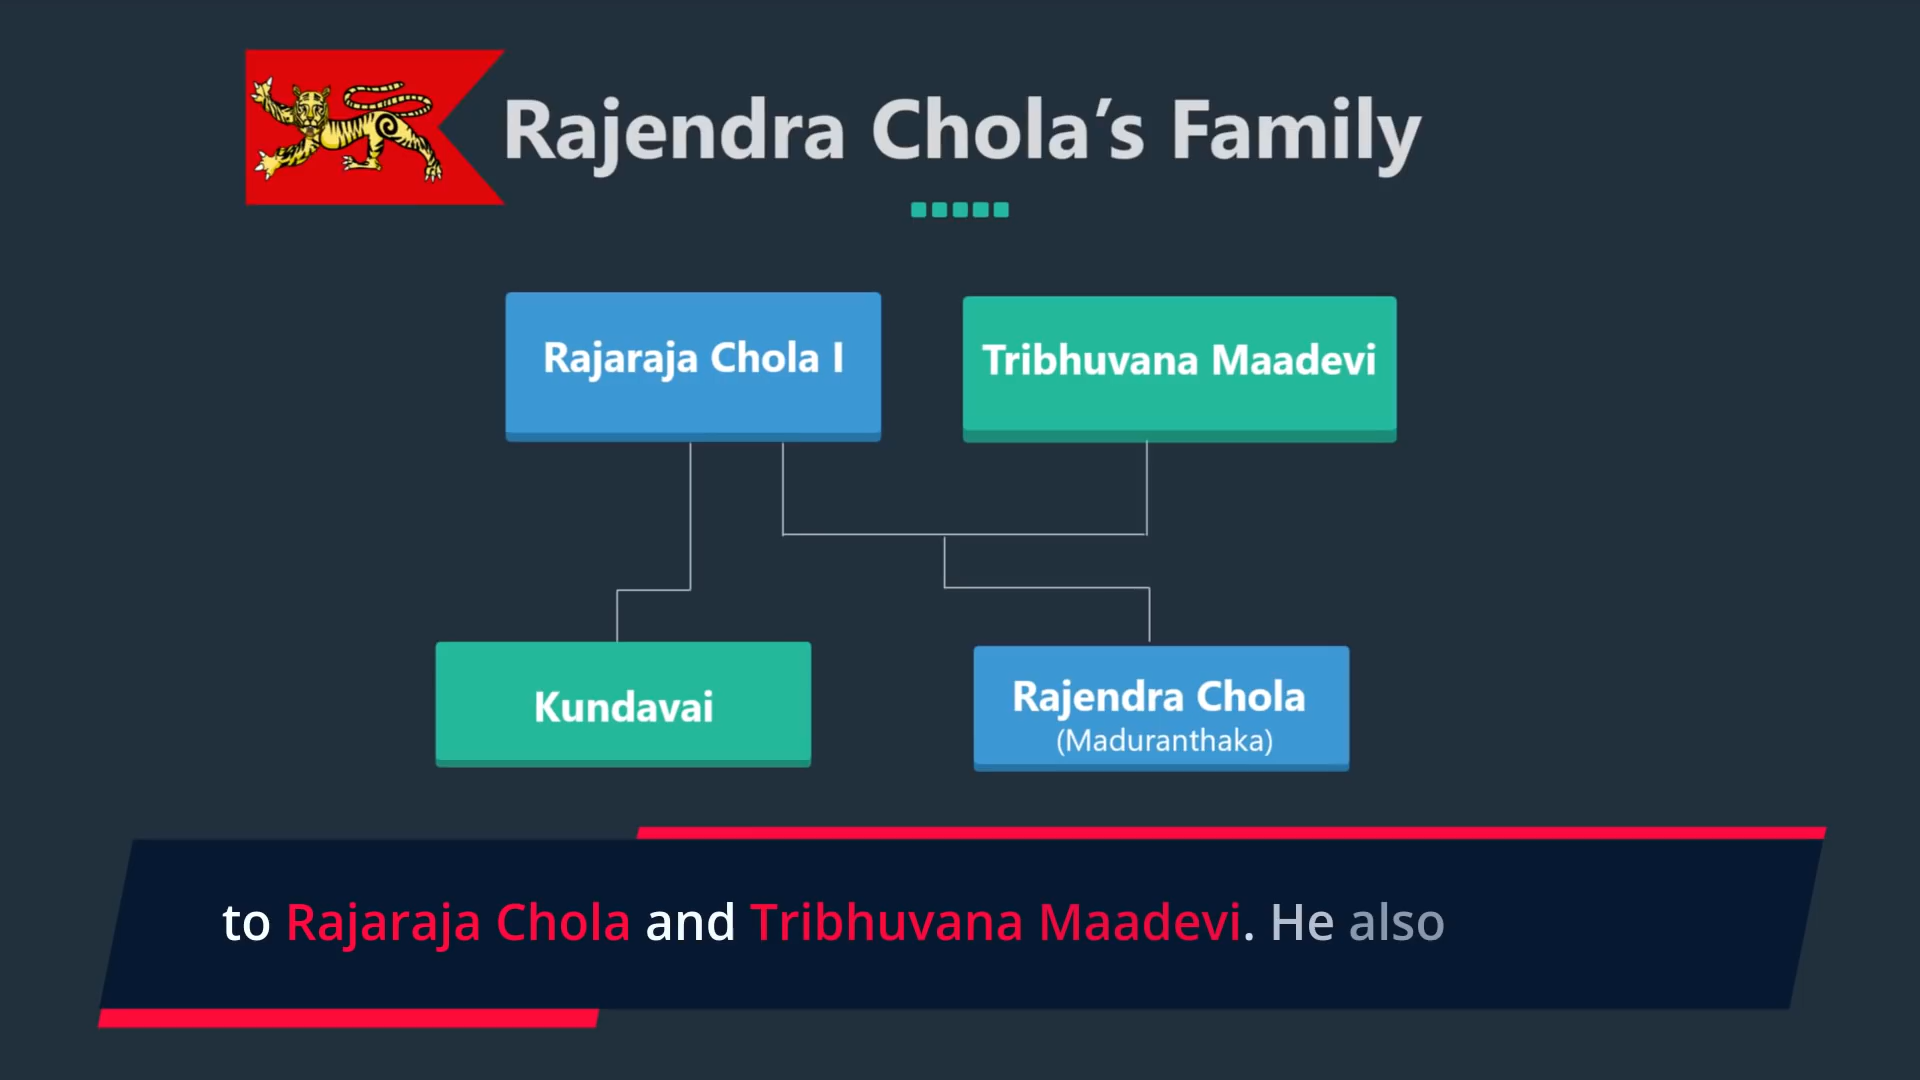 Rajendra Chola’s Family
Rajaraja Chola I
Tribhuvana Maadevi
Kundavai
Rajendra Chola
(Maduranthaka)
to Rajaraja Chola and Tribhuvana Maadevi. He also